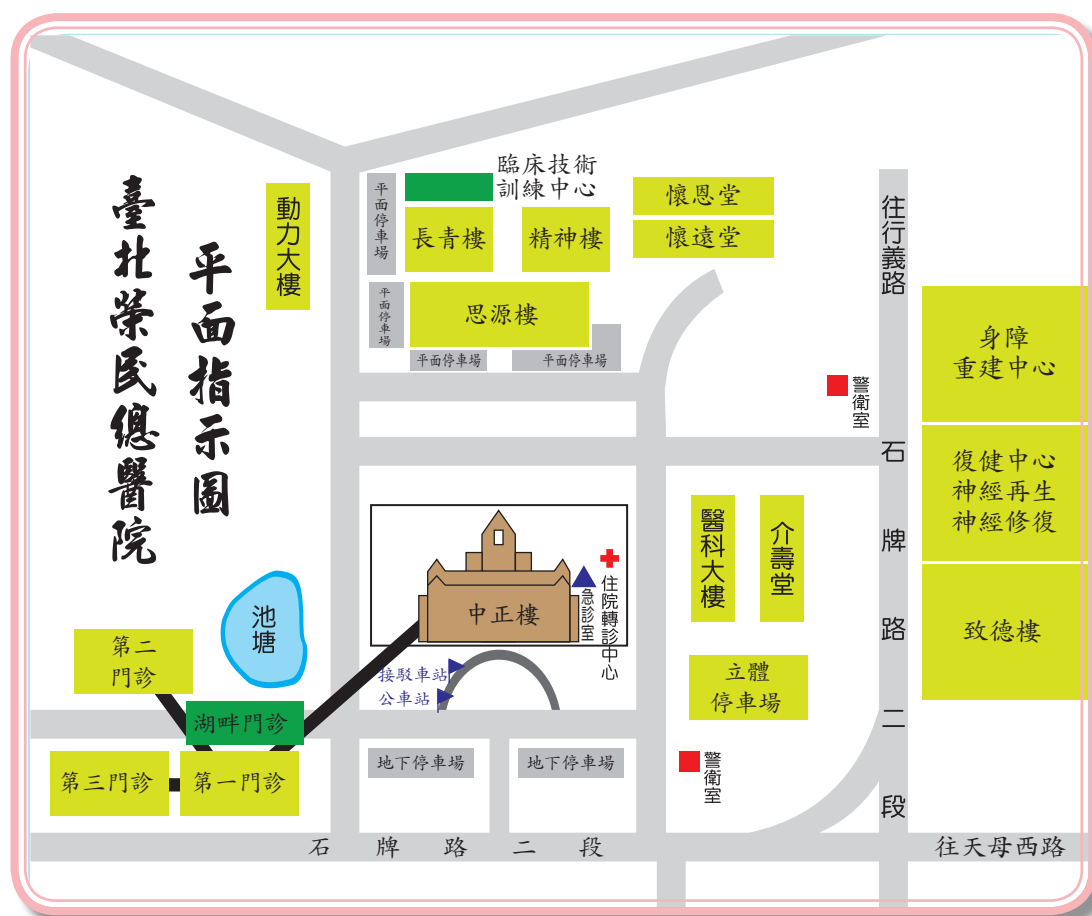 臺北榮民總醫院
平面指示圖
動力大樓
平面停車場
臨床技術
訓練中心
長青樓
精神樓
懷恩堂
懷遠堂
往行義路
平面停車場
思源樓
平面停車場
平面停車場
身障
重建中心
警衛室
復健中心
神經再生
神經修復
醫科大樓
介壽堂
中正樓
急診室
住院轉診中心
池塘
致德樓
第二
門診
接駁車站
公車站
立體
停車場
湖畔門診
第三門診
第一門診
地下停車場
地下停車場
警衛室
石牌路二段
石牌路二段
往天母西路